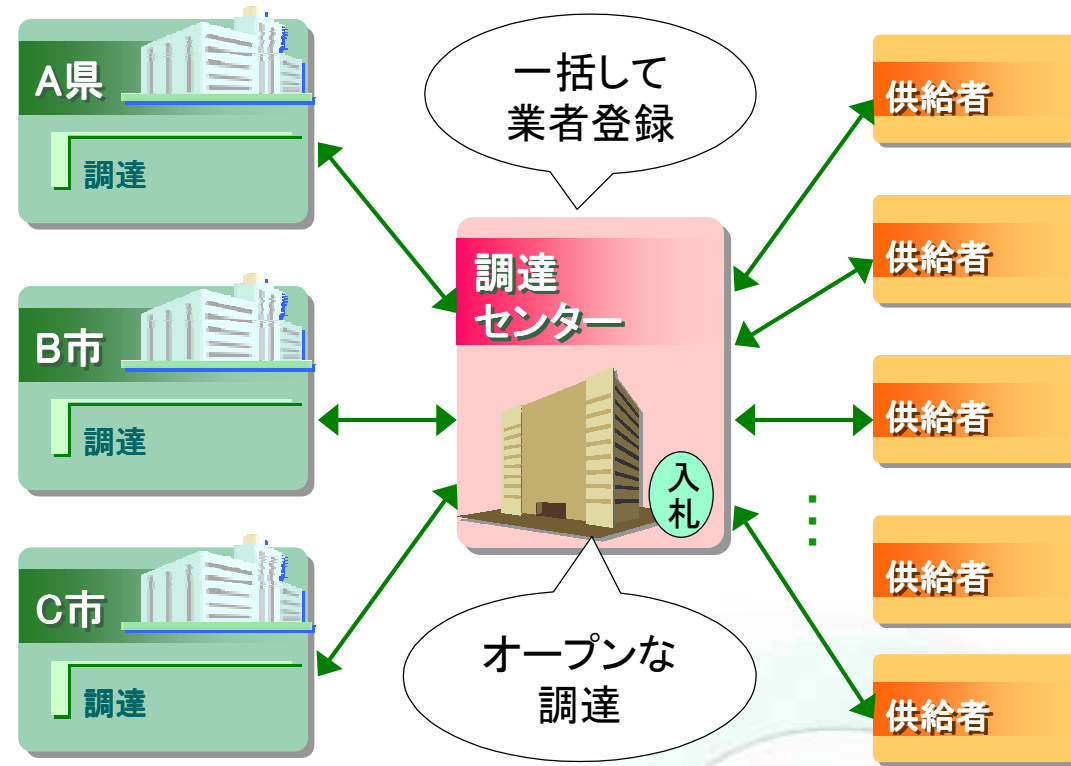 A県
調達
B市
調達
C市
調達
一括して
業者登録
調達
センター
入
札
オープンな
調達
供給者
供給者
供給者
供給者
供給者